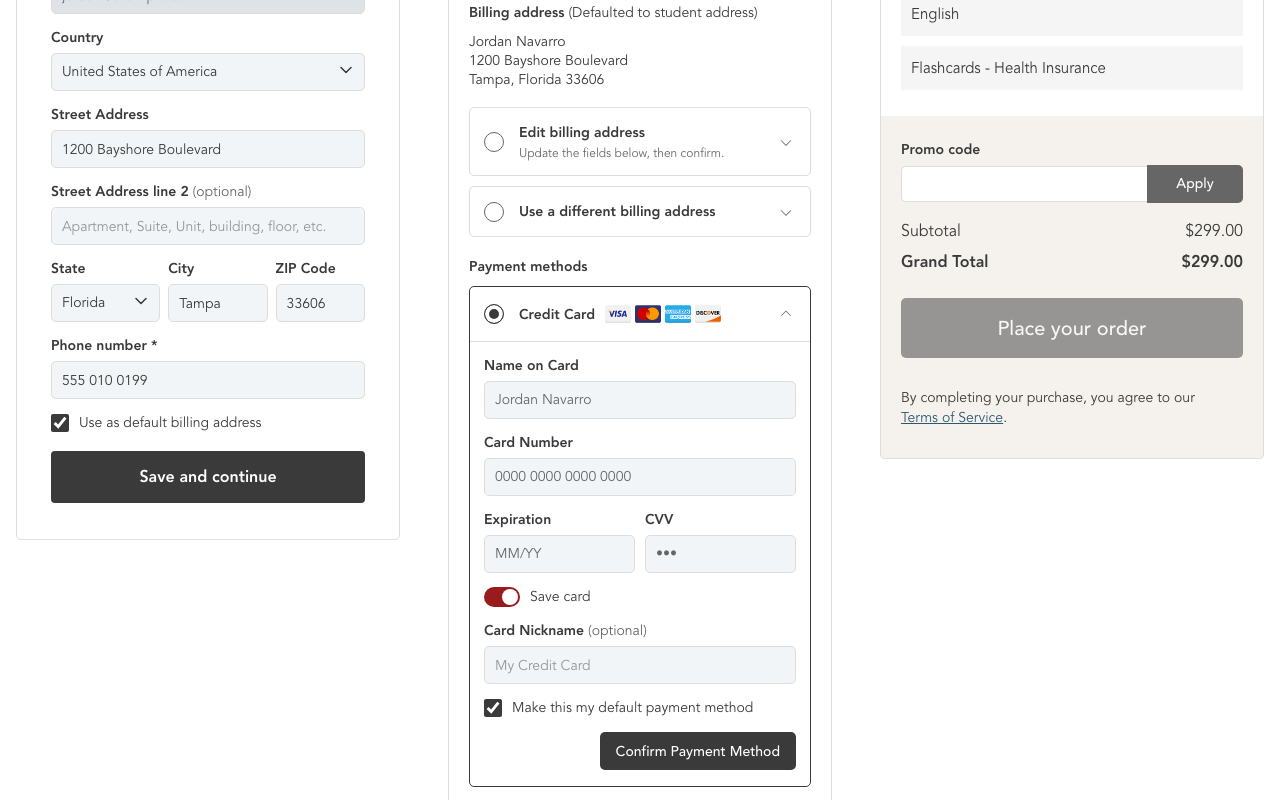 Country
United States of America
Street Address
1200 Bayshore Boulevard
Street Address line 2 (optional)
Apartment, Suite, Unit, building, floor, etc.
State City ZIP Code
Florida Tampa 33606
Phone number *
555 010 0199
Use as default billing address
Save and continue
Billing address (Defaulted to student address)
Jordan Navarro
1200 Bayshore Boulevard
Tampa, Florida 33606
Edit billing address
Update the fields below, then confirm.
Use a different billing address
Payment methods
Credit Card VISA DISCOVER
Name on Card
Jordan Navarro
Card Number
0000 0000 0000 0000
Expiration CVV
MM/YY •••
Save card
Card Nickname (optional)
My Credit Card
Make this my default payment method
Confirm Payment Method
English
Flashcards - Health Insurance
Promo code
Apply
Subtotal $299.00
Grand Total $299.00
Place your order
By completing your purchase, you agree to our
Terms of Service.